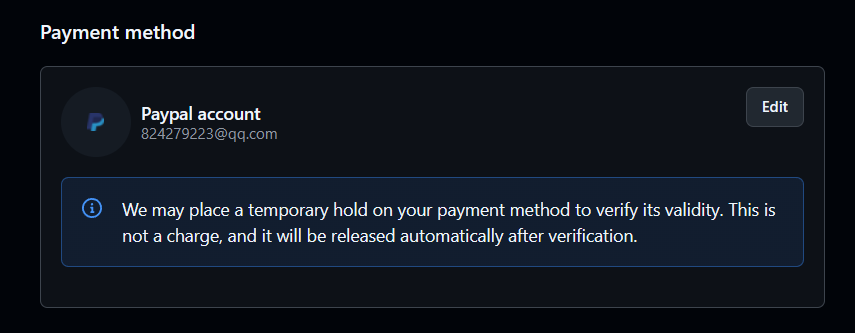 Payment method
Paypal account
Edit
824279223@qq.com
We may place a temporary hold on your payment method to verify its validity. This is
not a charge, and it will be released automatically after verification.